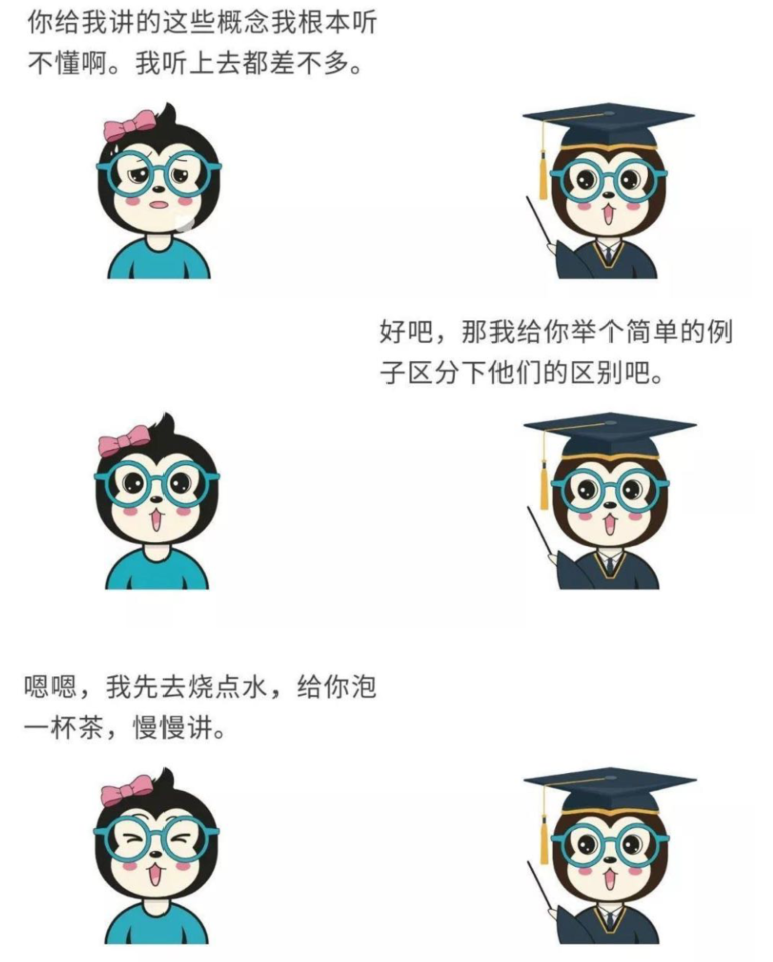 你给我讲的这些概念我根本听
不懂啊。我听上去都差不多。
好吧，那我给你举个简单的例
子区分下他们的区别吧。
嗯嗯，我先去烧点水，给你泡
一杯茶，慢慢讲。